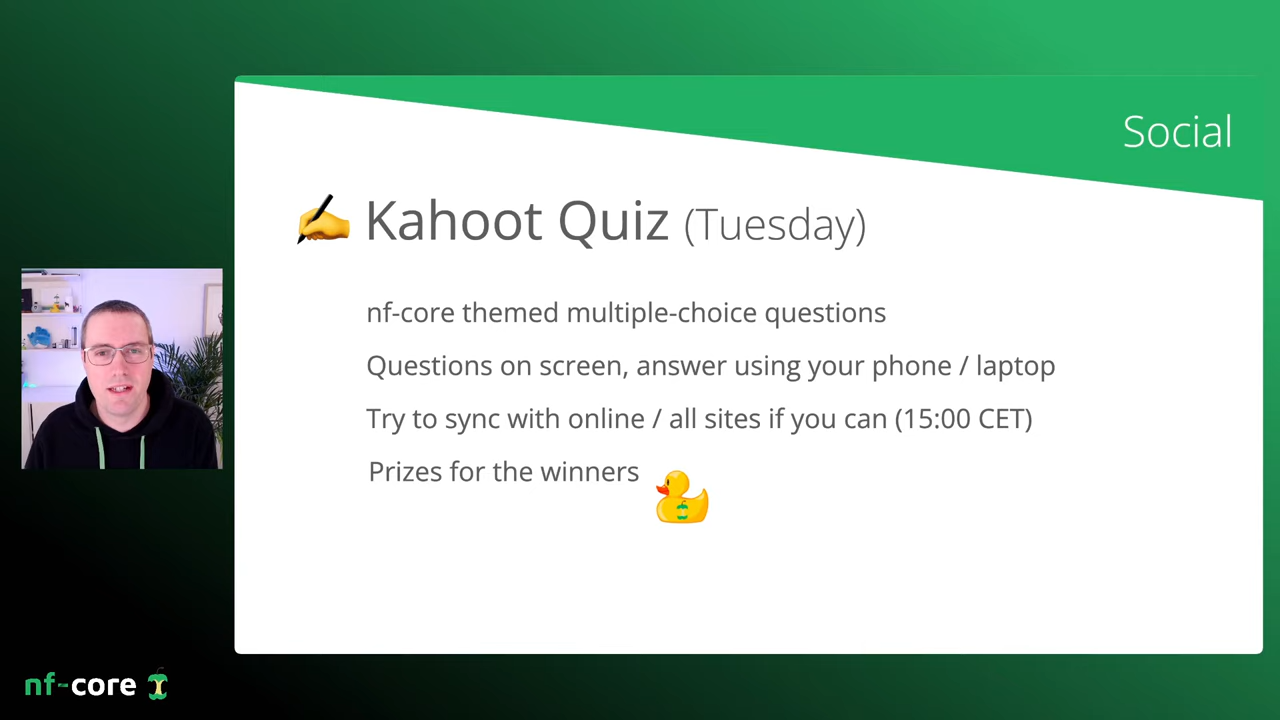 Social
Kahoot Quiz (Tuesday)
nf-core themed multiple-choice questions
Questions on screen, answer using your phone / laptop
Try to sync with online / all sites if you can (15:00 CET)
Prizes for the winners
nf-core